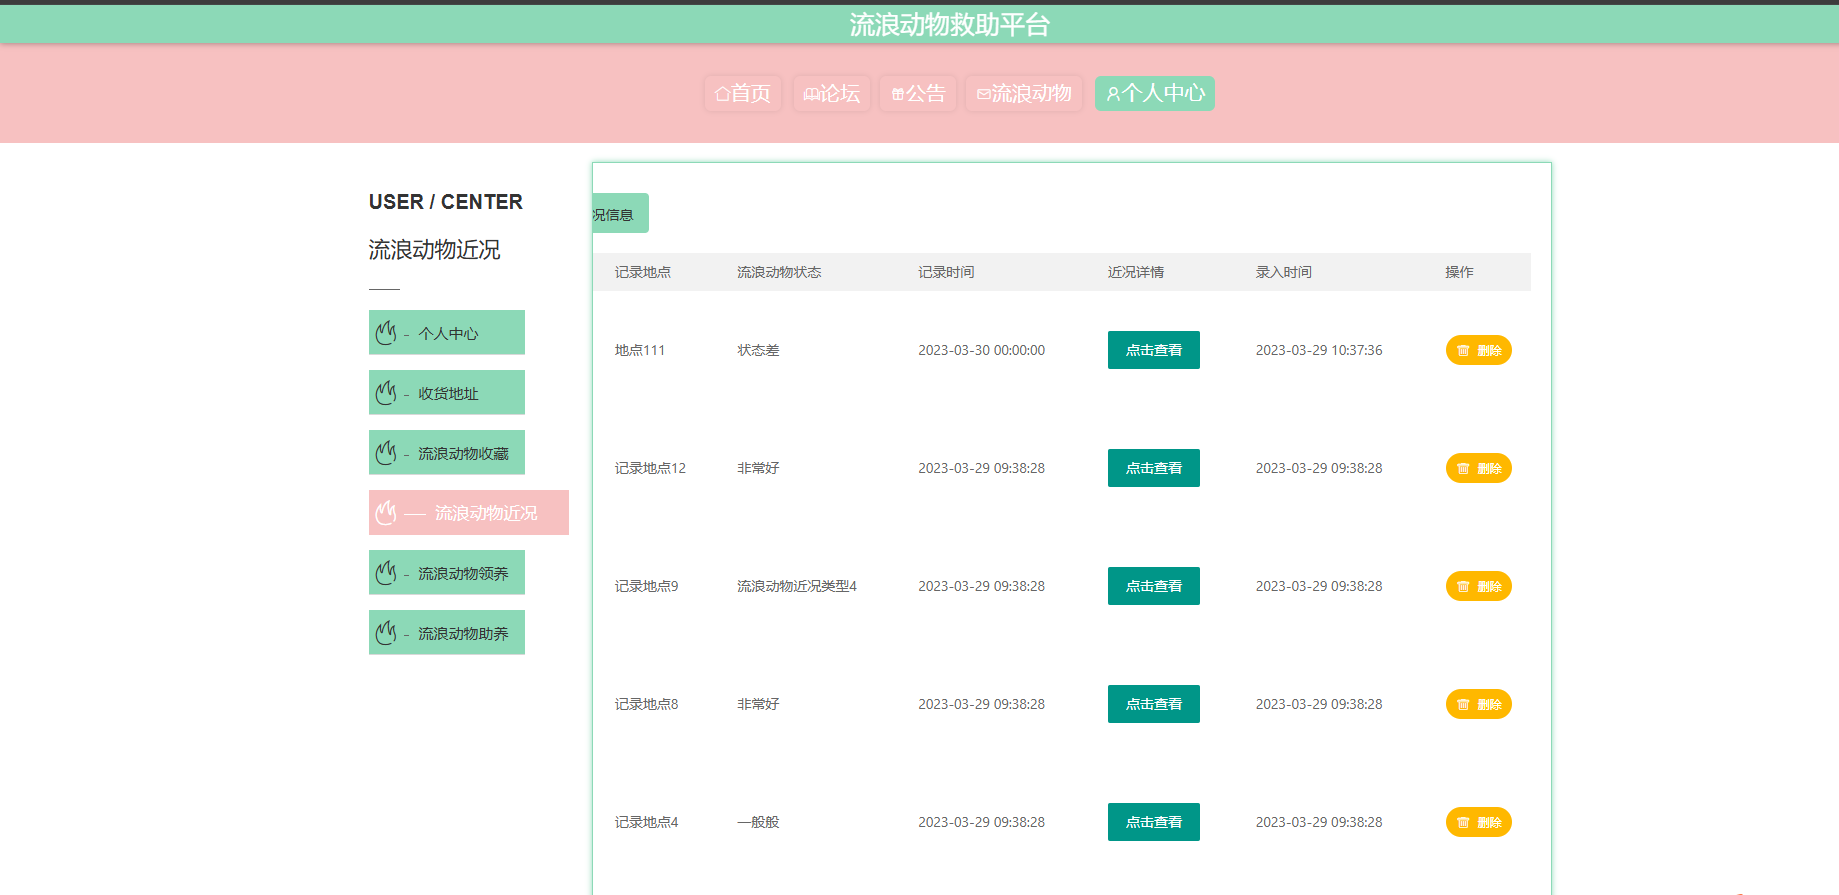 流浪动物救助平台
首页 论坛 公告 流浪动物 个人中心
USER / CENTER
流浪动物近况
- 个人中心
- 收货地址
- 流浪动物收藏
— 流浪动物近况
- 流浪动物领养
- 流浪动物助养
况信息
记录地点 流浪动物状态 记录时间 近况详情 录入时间 操作
地点111 状态差 2023-03-30 00:00:00 点击查看 2023-03-29 10:37:36 删除
记录地点12 非常好 2023-03-29 09:38:28 点击查看 2023-03-29 09:38:28 删除
记录地点9 流浪动物近况类型4 2023-03-29 09:38:28 点击查看 2023-03-29 09:38:28 删除
记录地点8 非常好 2023-03-29 09:38:28 点击查看 2023-03-29 09:38:28 删除
记录地点4 一般般 2023-03-29 09:38:28 点击查看 2023-03-29 09:38:28 删除